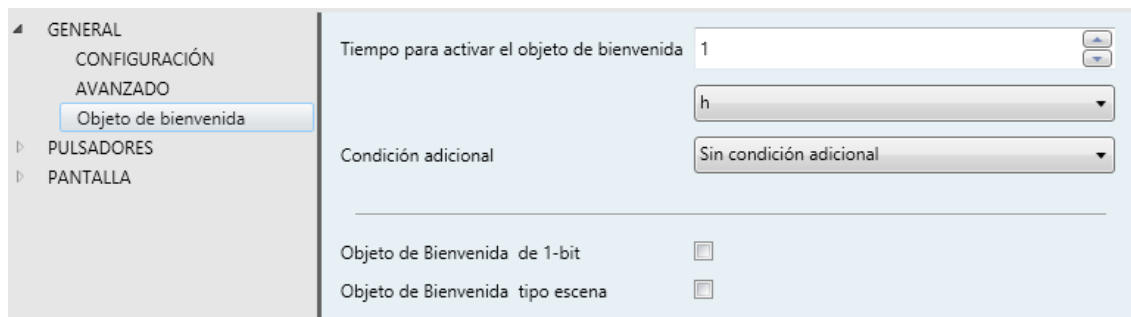 GENERAL
CONFIGURACIÓN
AVANZADO
Objeto de bienvenida
PULSADORES
PANTALLA
Tiempo para activar el objeto de bienvenida 1
h
Condición adicional Sin condición adicional
Objeto de Bienvenida de 1-bit
Objeto de Bienvenida tipo escena